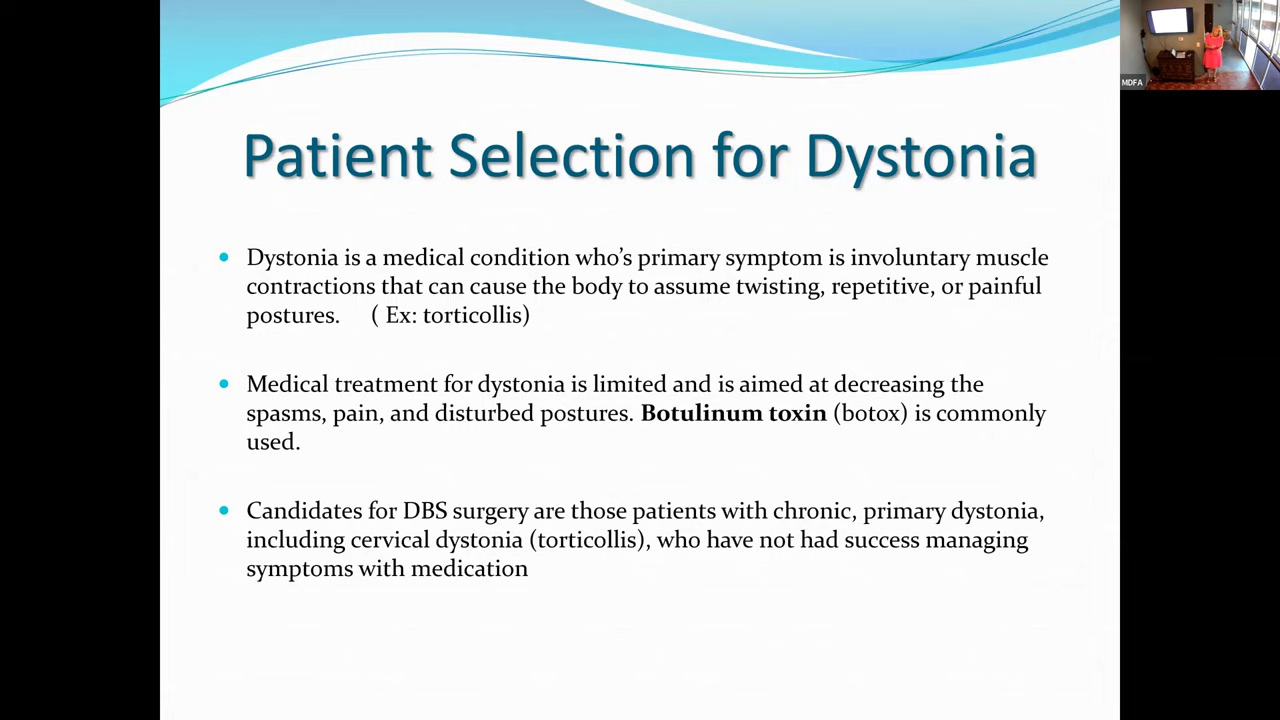 Patient Selection for Dystonia
Dystonia is a medical condition who's primary symptom is involuntary muscle
contractions that can cause the body to assume twisting, repetitive, or painful
postures. ( Ex: torticollis)
Medical treatment for dystonia is limited and is aimed at decreasing the
spasms, pain, and disturbed postures. Botulinum toxin (botox) is commonly
used.
Candidates for DBS surgery are those patients with chronic, primary dystonia,
including cervical dystonia (torticollis), who have not had success managing
symptoms with medication
MDFA